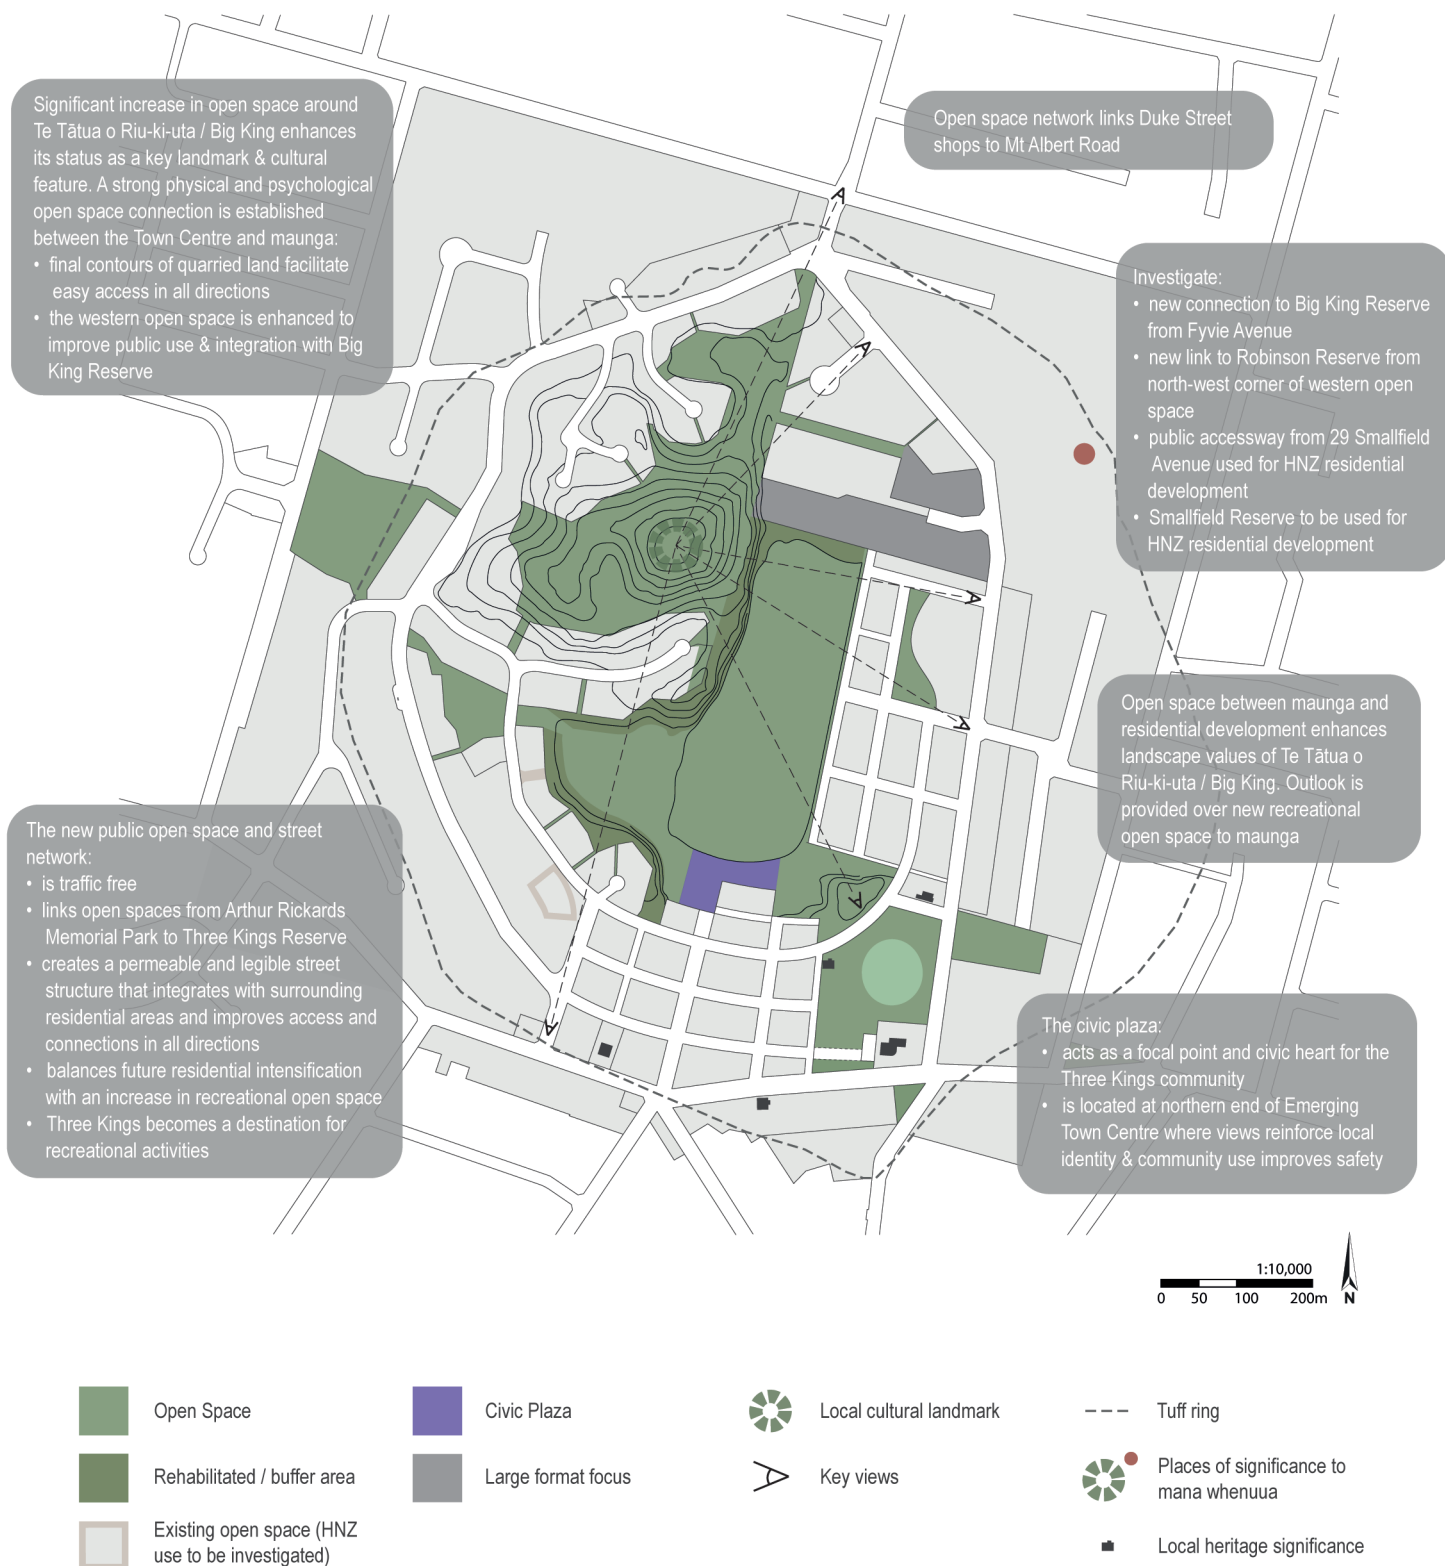 Significant increase in open space around
Te Tātua o Riu-ki-uta / Big King enhances
its status as a key landmark & cultural
feature. A strong physical and psychological
open space connection is established
between the Town Centre and maunga:
• final contours of quarried land facilitate
easy access in all directions
• the western open space is enhanced to
improve public use & integration with Big
King Reserve
Open space network links Duke Street
shops to Mt Albert Road
Investigate:
• new connection to Big King Reserve
from Fyvie Avenue
• new link to Robinson Reserve from
north-west corner of western open
space
• public accessway from 29 Smallfield
Avenue used for HNZ residential
development
• Smallfield Reserve to be used for
HNZ residential development
Open space between maunga and
residential development enhances
landscape values of Te Tātua o
Riu-ki-uta / Big King. Outlook is
provided over new recreational
open space to maunga
The new public open space and street
network:
• is traffic free
• links open spaces from Arthur Rickards
Memorial Park to Three Kings Reserve
• creates a permeable and legible street
structure that integrates with surrounding
residential areas and improves access and
connections in all directions
• balances future residential intensification
with an increase in recreational open space
• Three Kings becomes a destination for
recreational activities
The civic plaza:
• acts as a focal point and civic heart for the
Three Kings community
• is located at northern end of Emerging
Town Centre where views reinforce local
identity & community use improves safety
1:10,000
0 50 100 200m N
Open Space
Civic Plaza
Local cultural landmark
Tuff ring
Rehabilitated / buffer area
Large format focus
Key views
Places of significance to
mana whenuua
Existing open space (HNZ
use to be investigated)
Local heritage significance